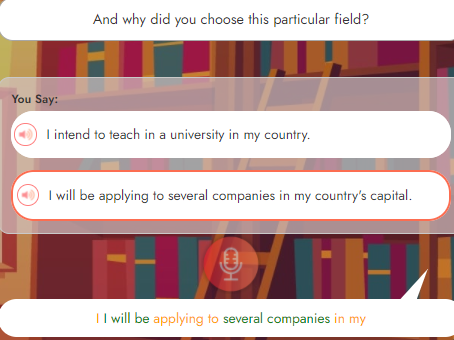 And why did you choose this particular field?
You Say:
I intend to teach in a university in my country.
I will be applying to several companies in my country's capital.
I I will be applying to several companies in my